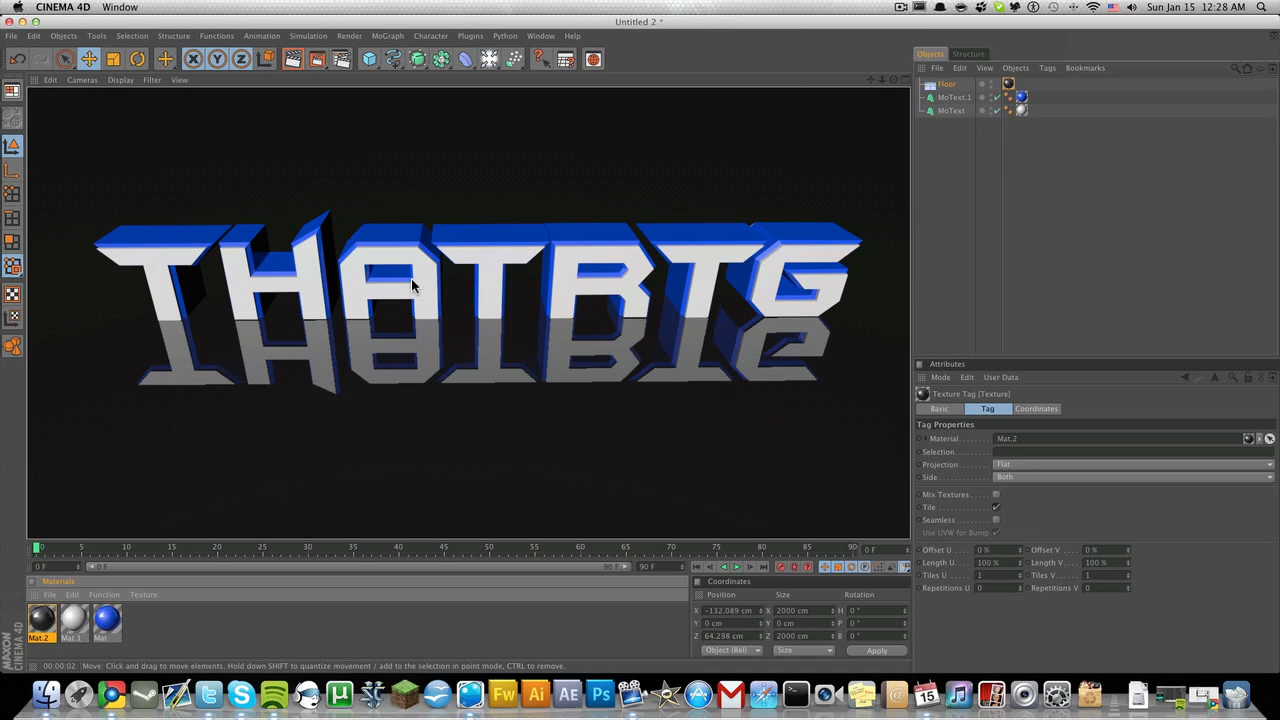 CINEMA 4D Window Sun Jan 15 12:28 AM
Untitled 2 *
File Edit Objects Tools Selection Structure Functions Animation Simulation Render MoGraph Character Plugins Python Window Help
X Y Z
Objects Structure
File Edit View Objects Tags Bookmarks
Edit Cameras Display Filter View
Floor
MoText.1
MoText
THATBTS
Attributes
Mode Edit User Data
Texture Tag [Texture]
Basic Tag Coordinates
Tag Properties
Material. . . . . . . . Mat.2
Selection. . . . . . .
Projection. . . . . . . Flat
Side. . . . . . . . . . Both
Mix Textures
Tile. . . . . . . . . .
Seamless . . . . . .
Use UVW for Bump
Offset U . . . . 0 % Offset V . . . . 0 %
Length U. . . . 100 % Length V. . . . 100 %
Tiles U . . . . . 1 Tiles V . . . . . 1
Repetitions U 0 Repetitions V 0
0 5 10 15 20 25 30 35 40 45 50 55 60 65 70 75 80 85 90 0 F
0 F 0 F 90 F 90 F
Materials
File Edit Function Texture
Mat.2 Mat.1 Mat
Coordinates
Position Size Rotation
X -132.089 cm X 2000 cm H 0 °
Y 0 cm Y 0 cm P 0 °
Z 64.298 cm Z 2000 cm B 0 °
Object (Rel) Size Apply
MAXON CINEMA 4D
00:00:02 Move: Click and drag to move elements. Hold down SHIFT to quantize movement / add to the selection in point mode, CTRL to remove.
Fw Ai AE Ps 15